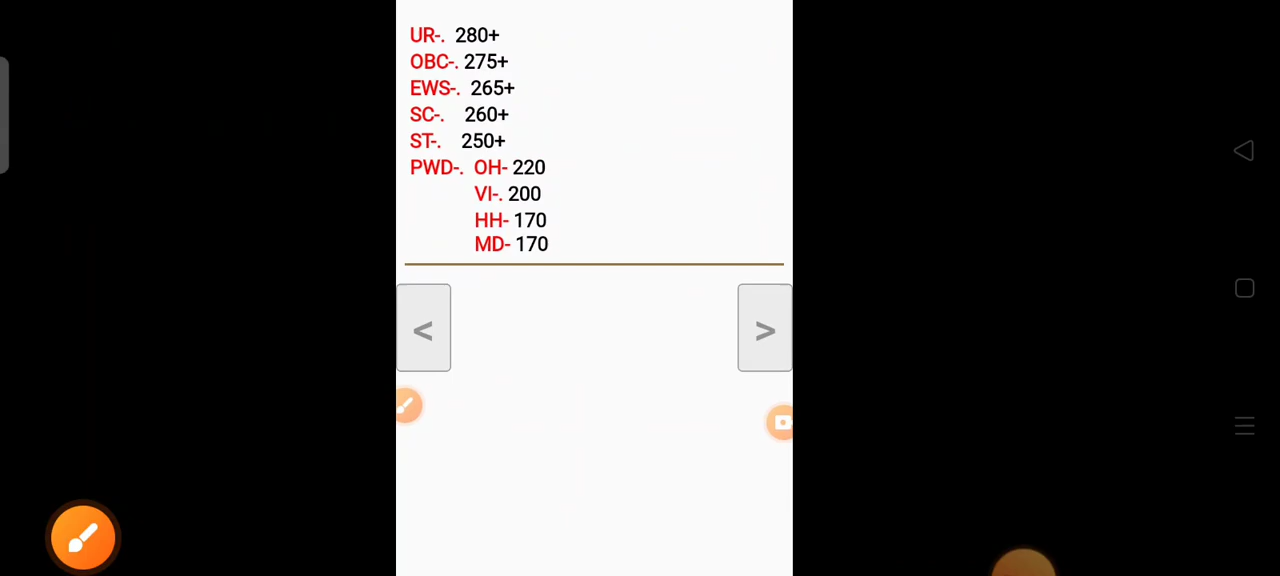 UR-. 280+
OBC-. 275+
EWS-. 265+
SC-. 260+
ST-. 250+
PWD-. OH- 220
VI-. 200
HH- 170
MD- 170
< >